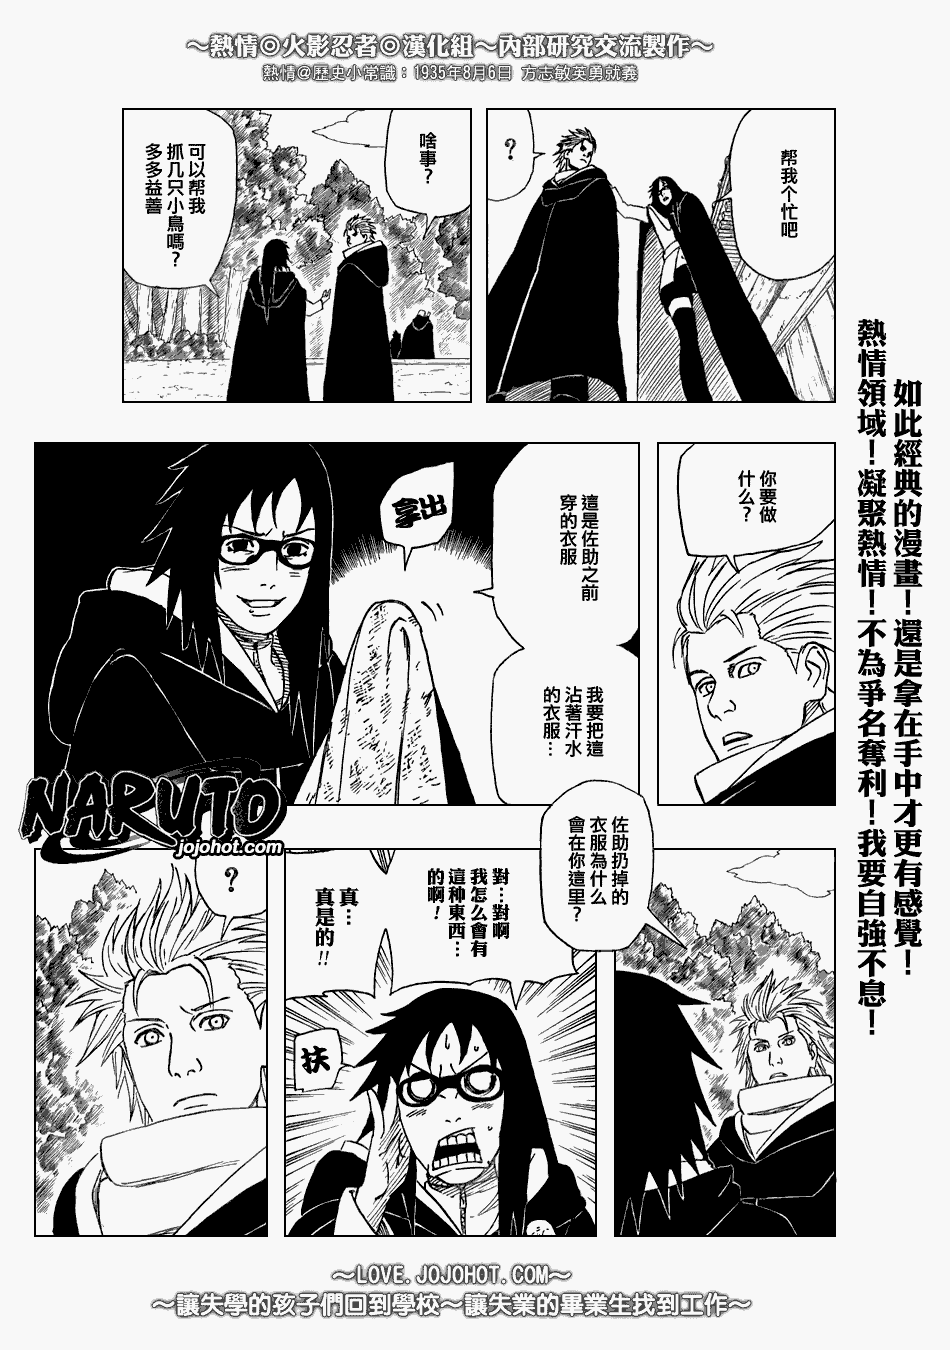 ～熱情◎火影忍者◎漢化組～內部研究交流製作～
熱情@歷史小常識：1935年8月6日 方志敏英勇就義
帮我个忙吧
？
啥事？
可以帮我
抓几只小鳥嗎？
多多益善
你要做
什么？
這是佐助之前
穿的衣服
我要把這
沾著汗水
的衣服…
拿出
NARUTO
jojohot.com
佐助扔掉的
衣服為什么
會在你這里？
對…對啊
我怎么會有
這种東西…
的啊！
真…
真是的!!
扶
？
如此經典的漫畫！還是拿在手中才更有感覺！
熱情領域！凝聚熱情！不為爭名奪利！我要自強不息！
～LOVE.JOJOHOT.COM～
～讓失學的孩子們回到學校～讓失業的畢業生找到工作～